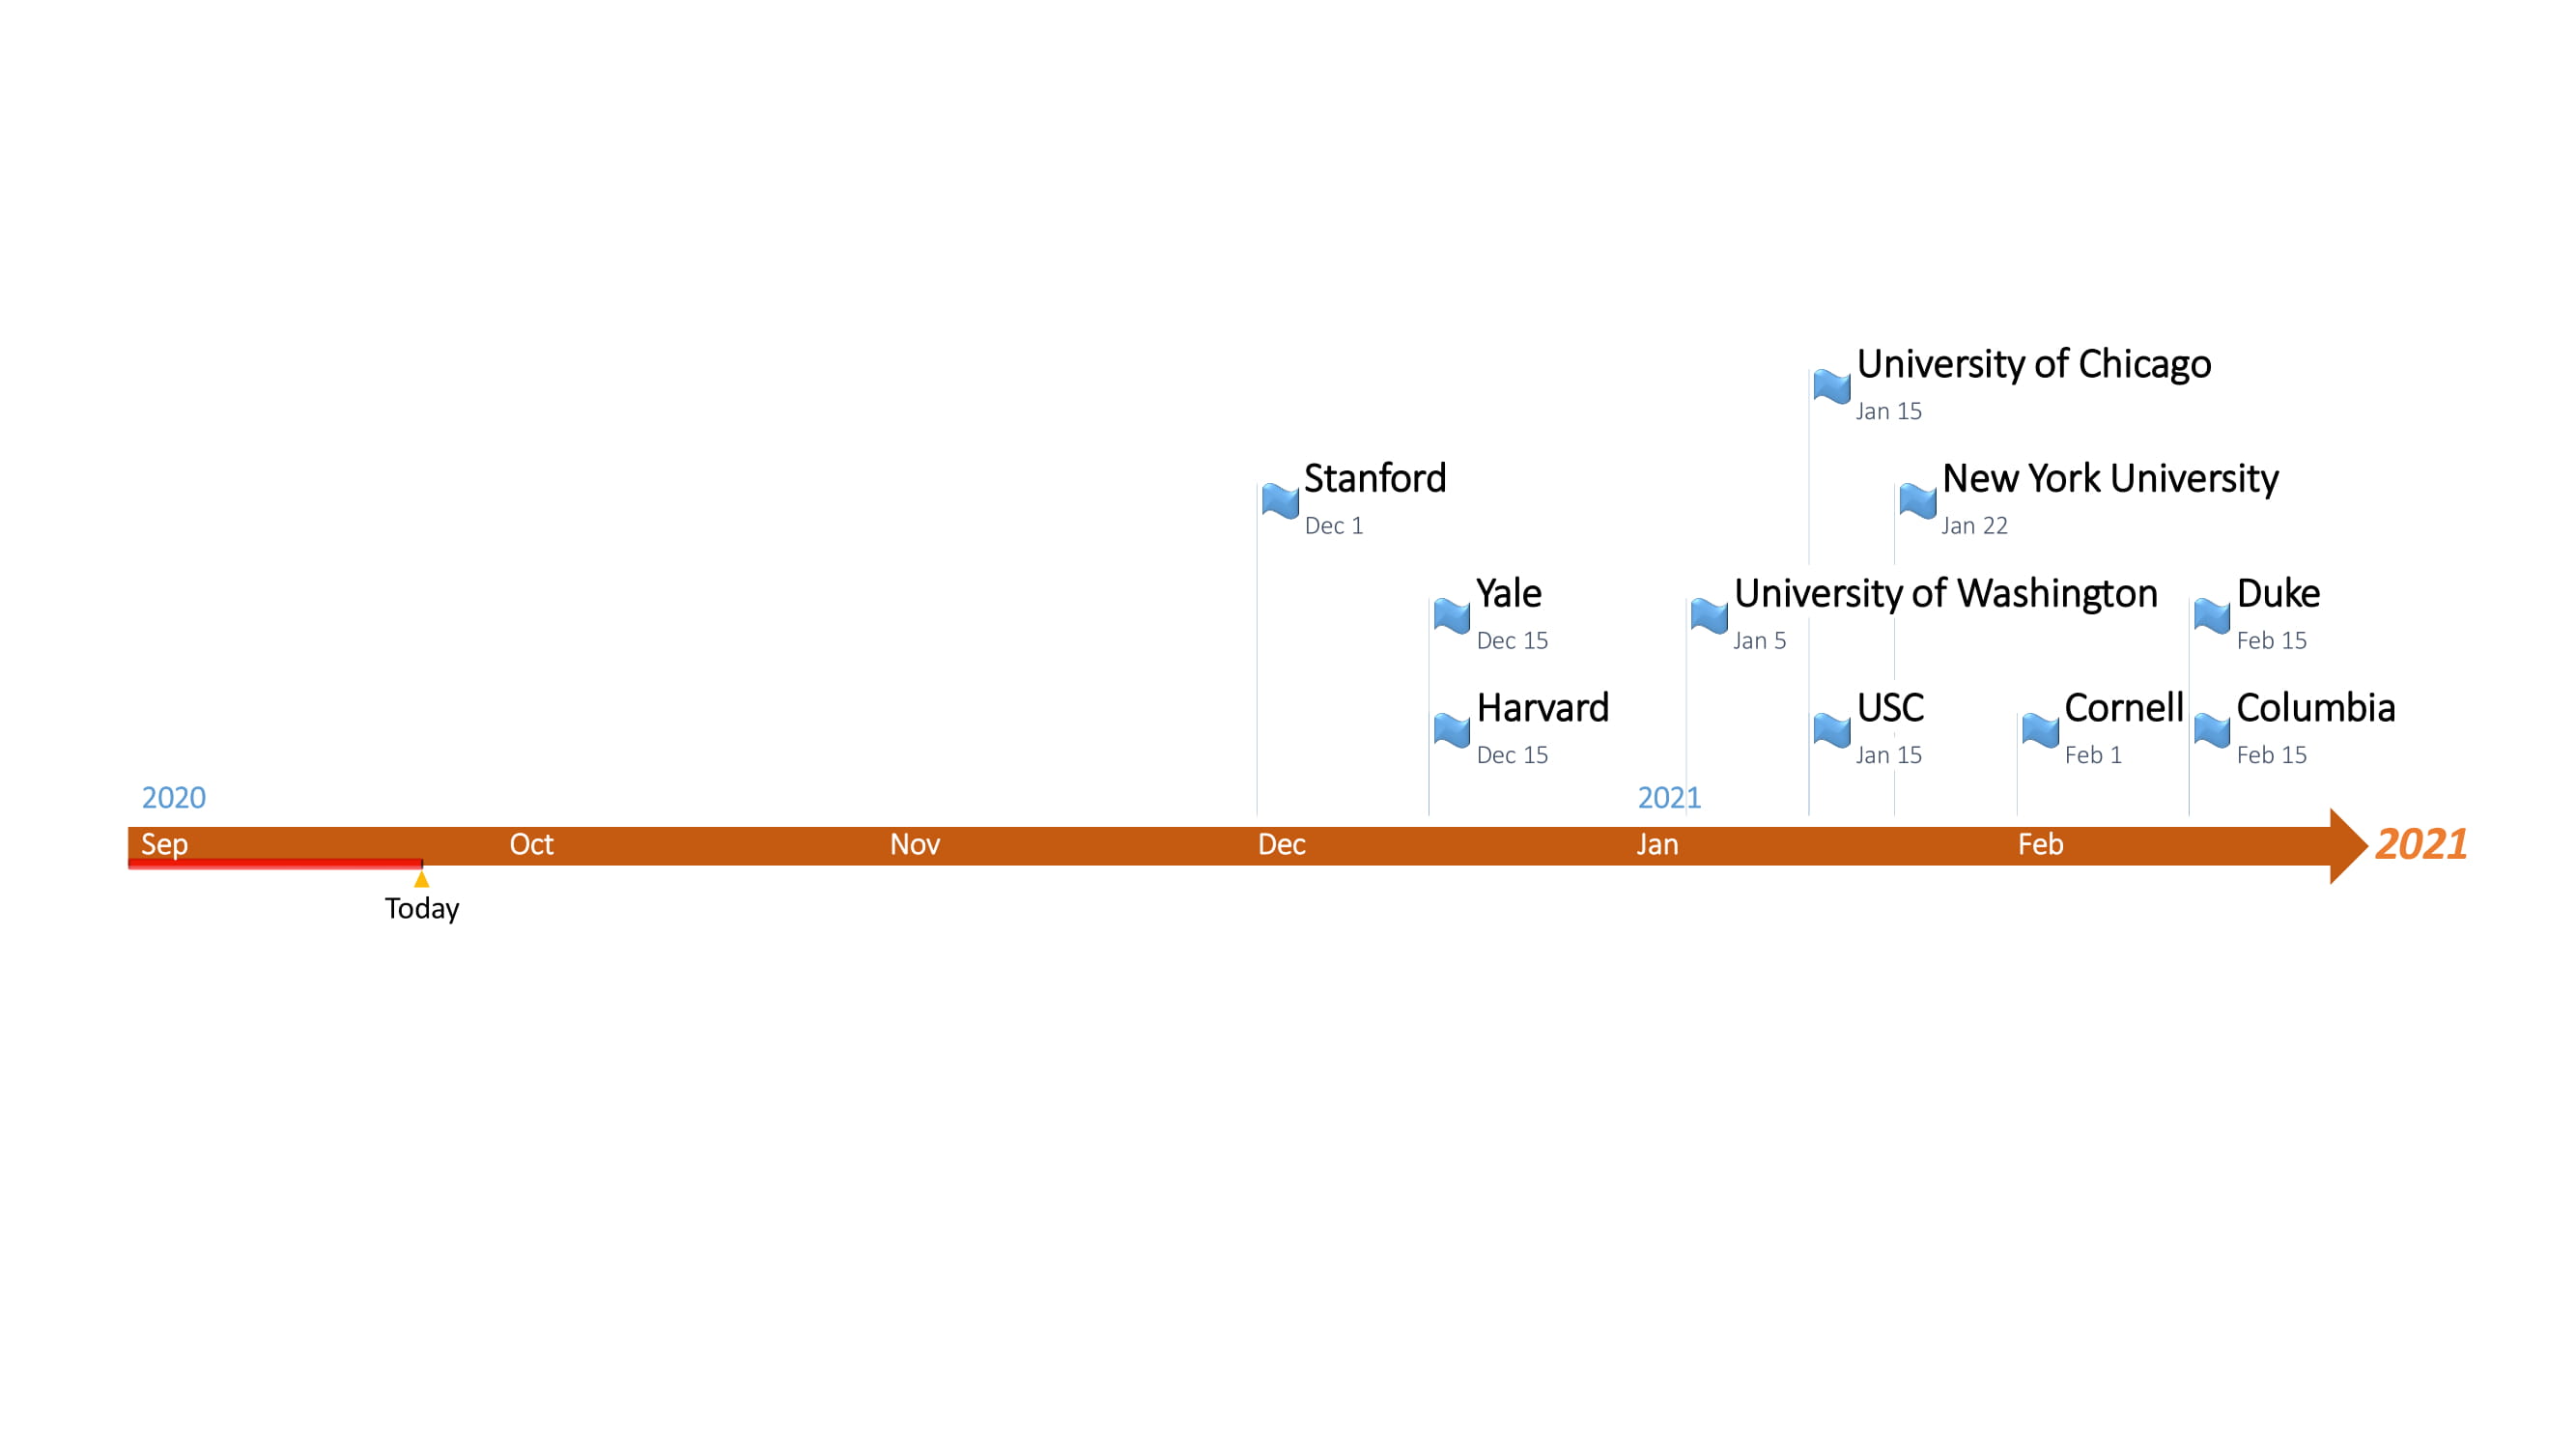 University of Chicago
Jan 15
Stanford
Dec 1
New York University
Jan 22
Yale
Dec 15
University of Washington
Jan 5
Duke
Feb 15
Harvard
Dec 15
USC
Jan 15
Cornell
Feb 1
Columbia
Feb 15
2020
2021
Sep Oct Nov Dec Jan Feb 2021
Today